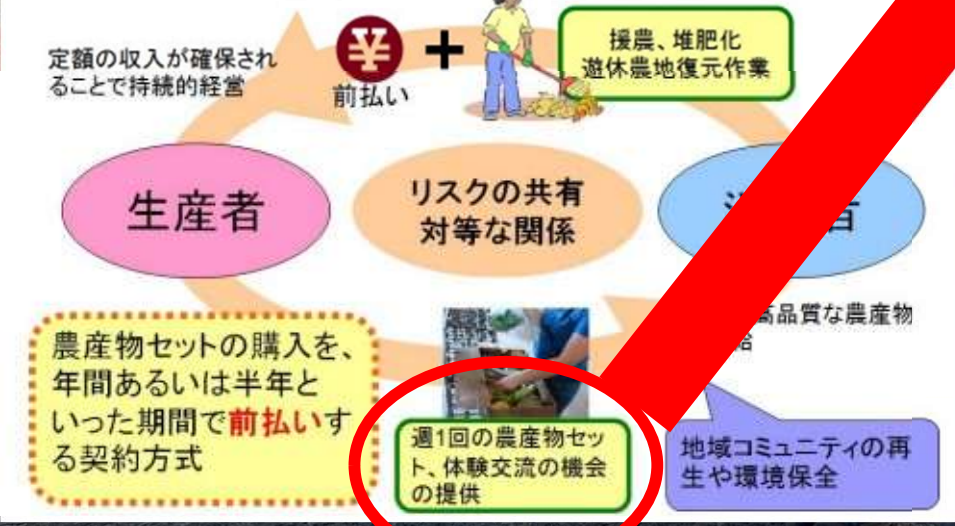 定額の収入が確保され
ることで持続的経営
¥
前払い
+
援農、堆肥化
遊休農地復元作業
生産者
リスクの共有
対等な関係
者
高品質な農産物
給
農産物セットの購入を、
年間あるいは半年と
いった期間で前払いす
る契約方式
週1回の農産物セッ
ト、体験交流の機会
の提供
地域コミュニティの再
生や環境保全